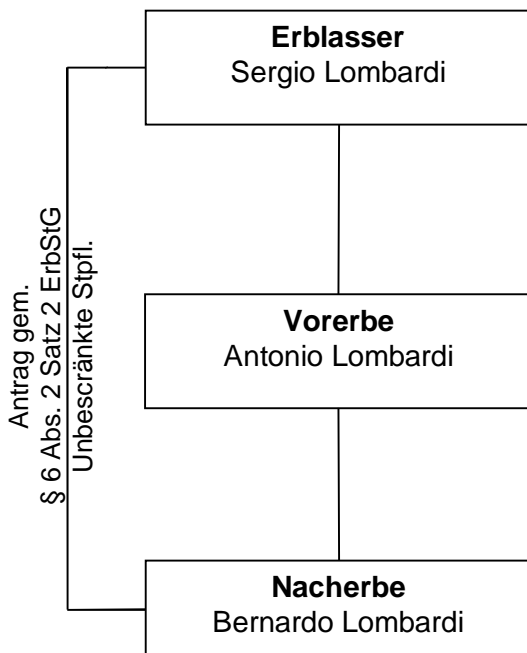 Erblasser
Sergio Lombardi
Antrag gem.
§ 6 Abs. 2 Satz 2 ErbStG
Unbescränkte Stpfl.
Vorerbe
Antonio Lombardi
Nacherbe
Bernardo Lombardi